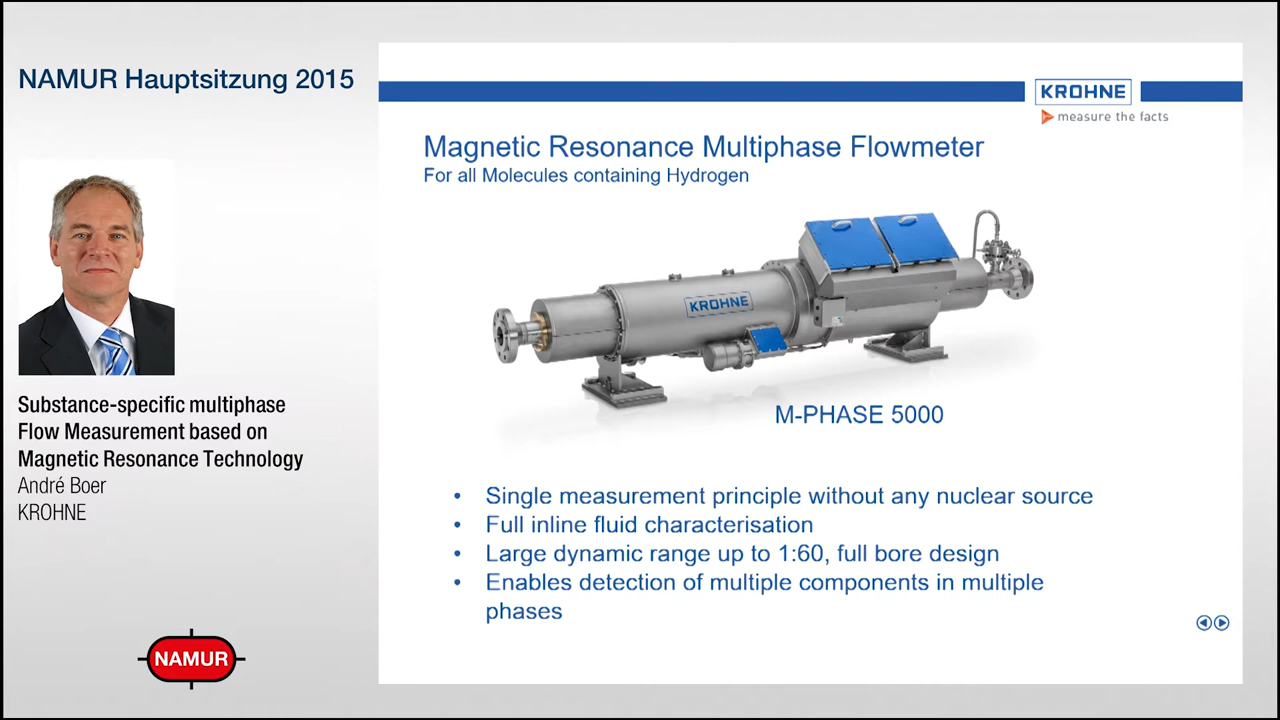 NAMUR Hauptsitzung 2015
Substance-specific multiphase
Flow Measurement based on
Magnetic Resonance Technology
André Boer
KROHNE
NAMUR
KROHNE
measure the facts
Magnetic Resonance Multiphase Flowmeter
For all Molecules containing Hydrogen
KROHNE
M-PHASE 5000
• Single measurement principle without any nuclear source
• Full inline fluid characterisation
• Large dynamic range up to 1:60, full bore design
• Enables detection of multiple components in multiple
phases